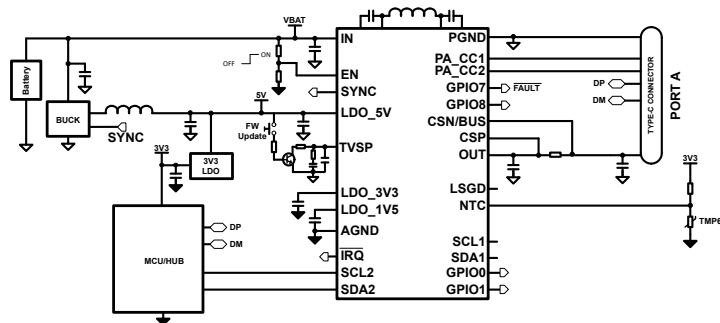 VBAT
IN
OFF
ON
EN
SYNC
Battery
BUCK
SYNC
5V
LDO_5V
FW
Update
TVSP
3V3
3V3
LDO
LDO_3V3
LDO_1V5
AGND
IRQ
SCL2
SDA2
MCU/HUB
DP
DM
PGND
PA_CC1
PA_CC2
GPIO7
FAULT
GPIO8
CSN/BUS
CSP
OUT
LSGD
NTC
SCL1
SDA1
GPIO0
GPIO1
DP
DM
TYPE-C CONNECTOR
PORT A
3V3
TMP6